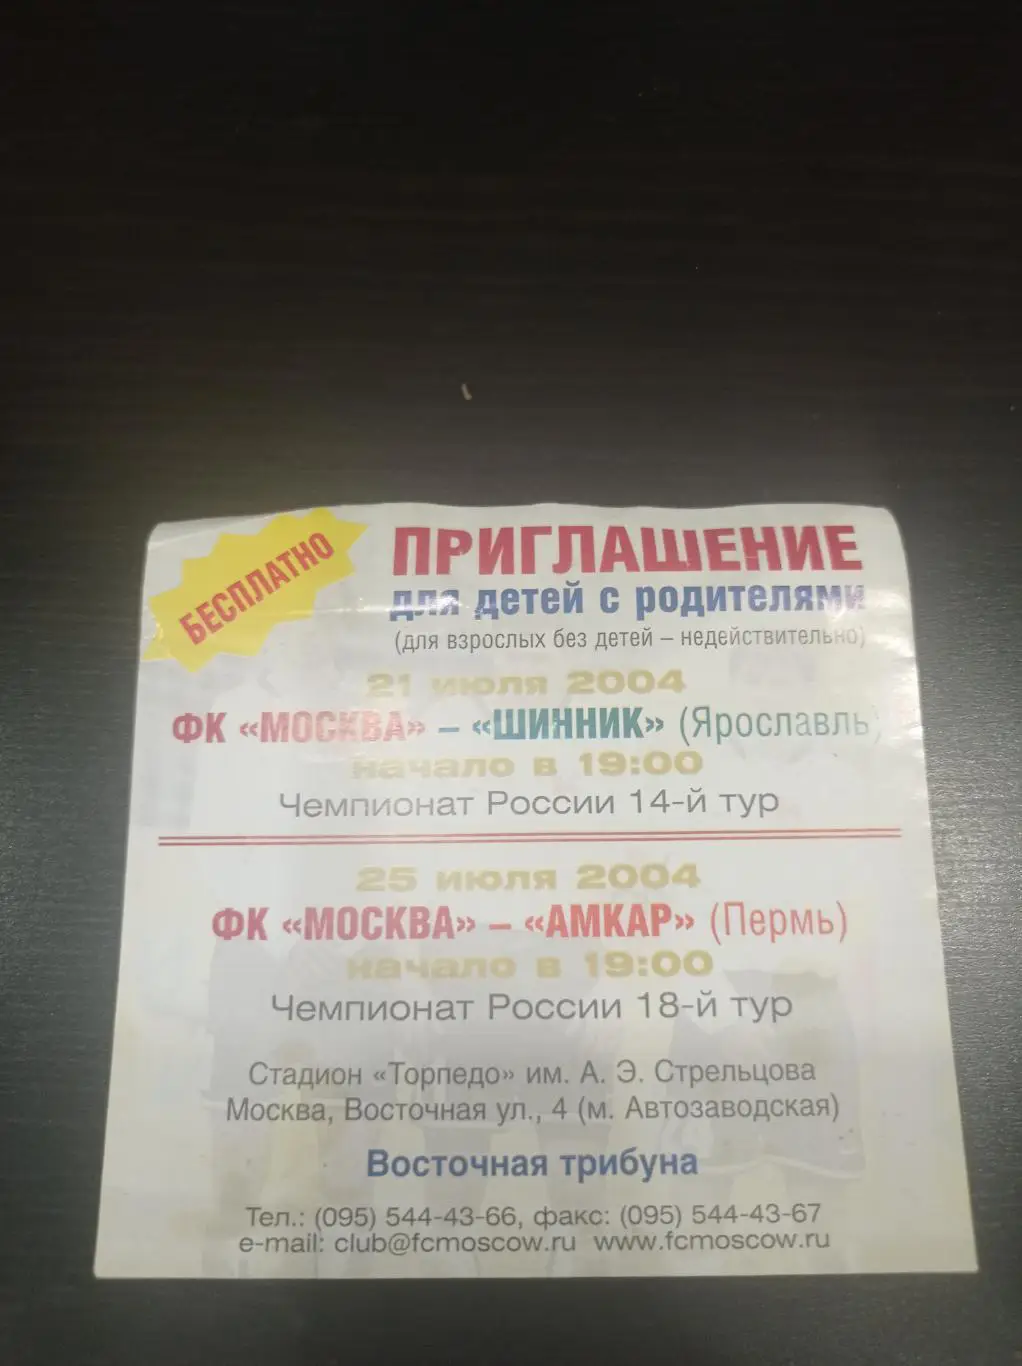 БЕСПЛАТНО
ПРИГЛАШЕНИЕ
для детей с родителями
(для взрослых без детей – недействительно)
21 июля 2004
ФК «МОСКВА» – «ШИННИК» (Ярославль)
начало в 19:00
Чемпионат России 14-й тур
25 июля 2004
ФК «МОСКВА» – «АМКАР» (Пермь)
начало в 19:00
Чемпионат России 18-й тур
Стадион «Торпедо» им. А. Э. Стрельцова
Москва, Восточная ул., 4 (м. Автозаводская)
Восточная трибуна
Тел.: (095) 544-43-66, факс: (095) 544-43-67
e-mail: club@fcmoscow.ru www.fcmoscow.ru